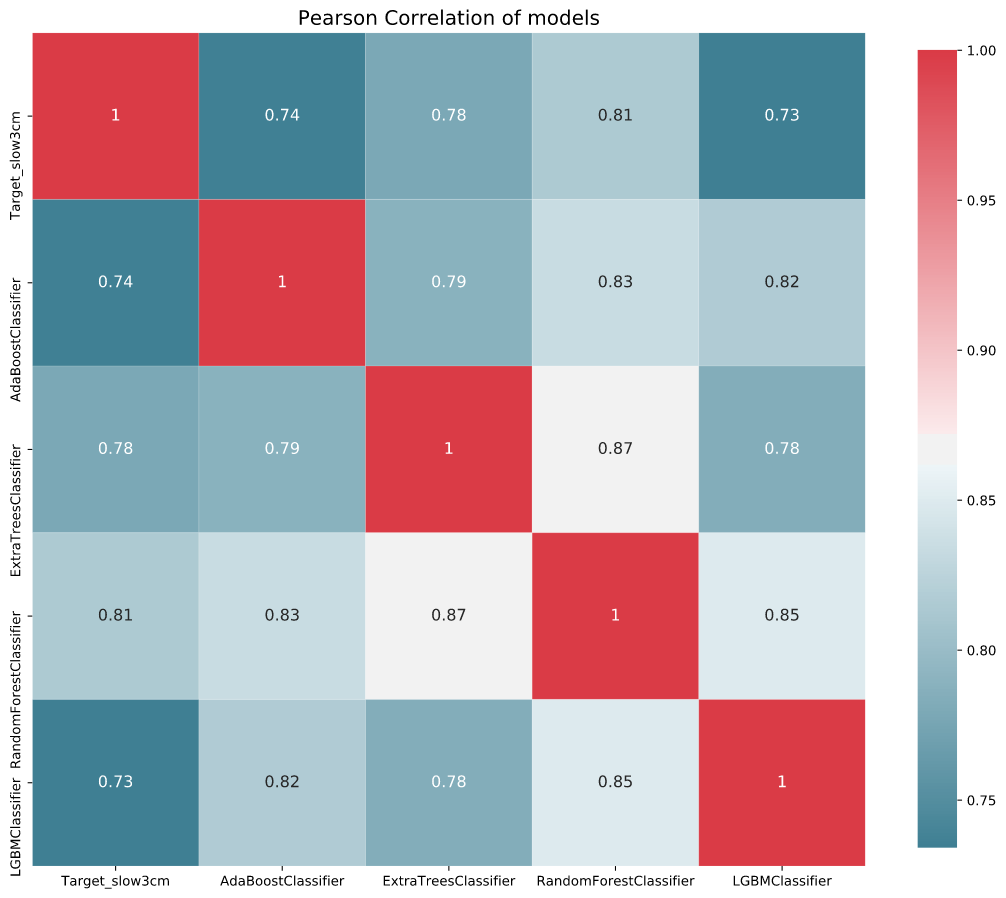 Pearson Correlation of models
Target_slow3cm
1
0.74
0.78
0.81
0.73
AdaBoostClassifier
0.74
1
0.79
0.83
0.82
ExtraTreesClassifier
0.78
0.79
1
0.87
0.78
RandomForestClassifier
0.81
0.83
0.87
1
0.85
LGBMClassifier
0.73
0.82
0.78
0.85
1
Target_slow3cm
AdaBoostClassifier
ExtraTreesClassifier
RandomForestClassifier
LGBMClassifier
1.00
0.95
0.90
0.85
0.80
0.75